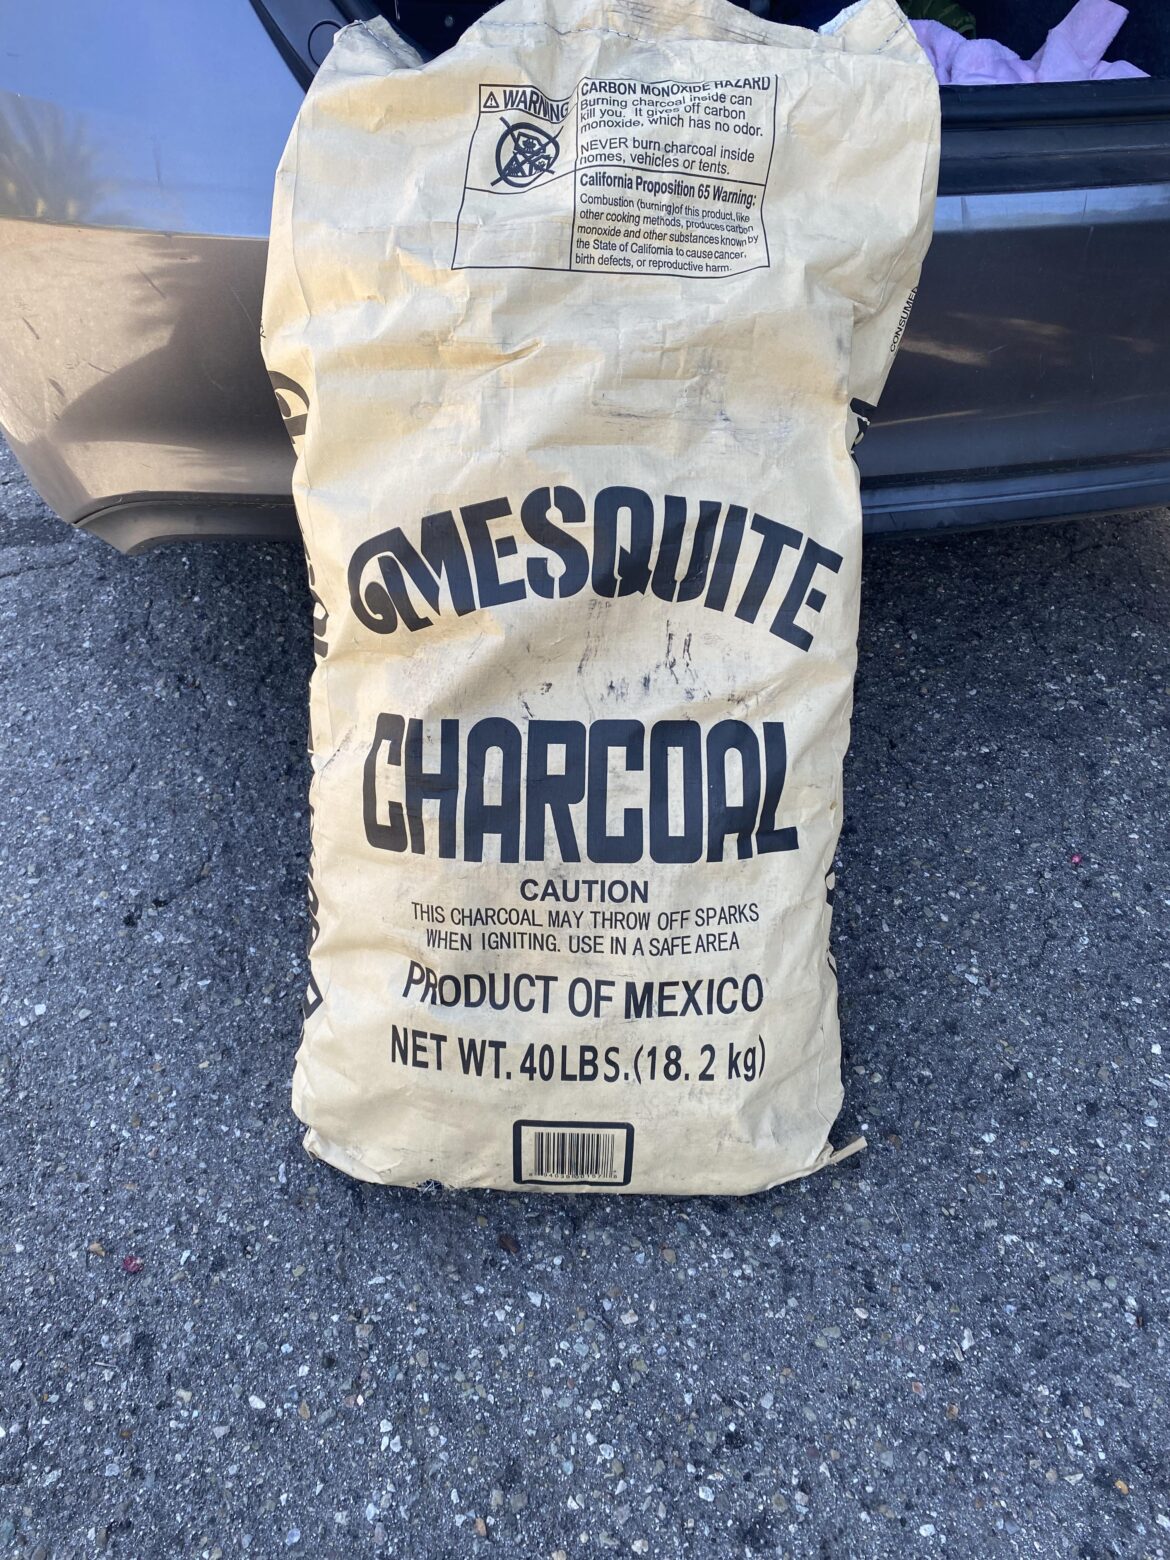 WARNING
CARBON MONOXIDE HAZARD
Burning charcoal inside can
kill you. It gives off carbon
monoxide, which has no odor.
NEVER burn charcoal inside
homes, vehicles or tents.
California Proposition 65 Warning:
Combustion (burning)of this product,like
other cooking methods, produces carbon
monoxide and other substances known by
the State of California to cause cancer,
birth defects, or reproductive harm.
CONSUMED
MESQUITE
CHARCOAL
CAUTION
THIS CHARCOAL MAY THROW OFF SPARKS
WHEN IGNITING. USE IN A SAFE AREA
PRODUCT OF MEXICO
NET WT. 40 LBS. (18.2 kg)